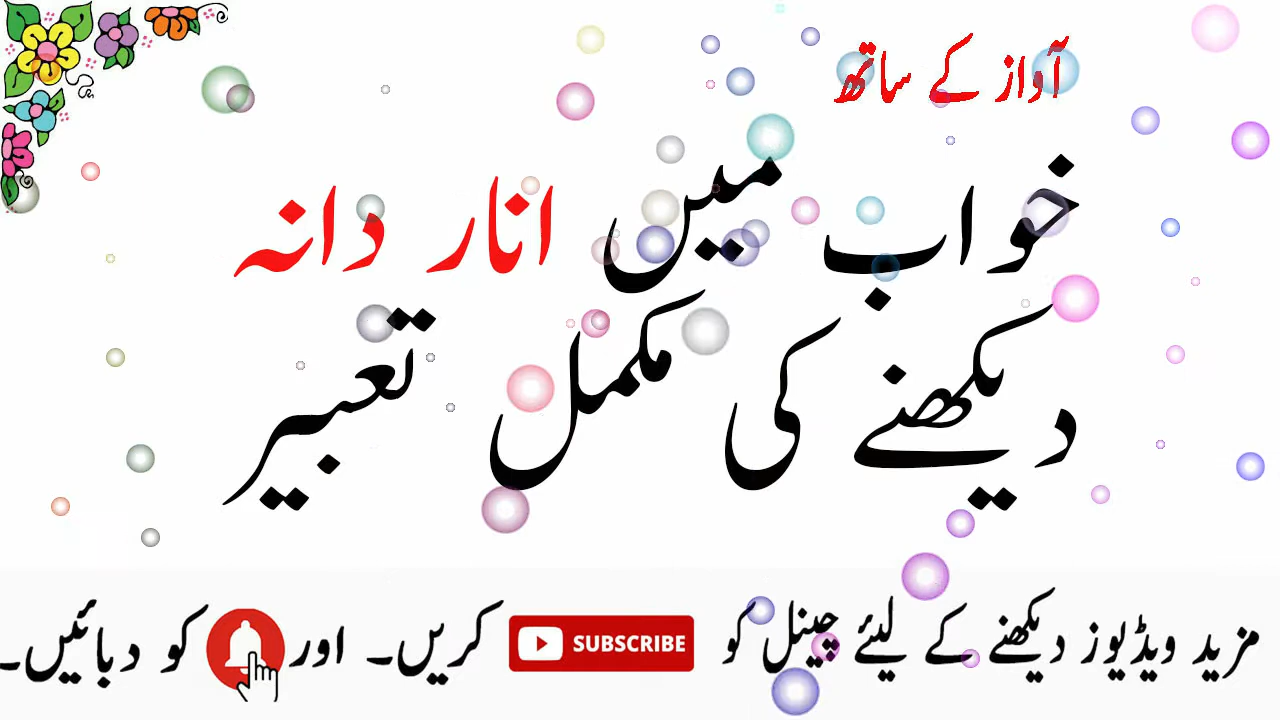 آواز کے ساتھ
خواب میں انار دانہ
دیکھنے کی مکمل تعبیر
مزید ویڈیوز دیکھنے کے لیئے چینل کو SUBSCRIBE کریں۔ اور کو دبائیں۔